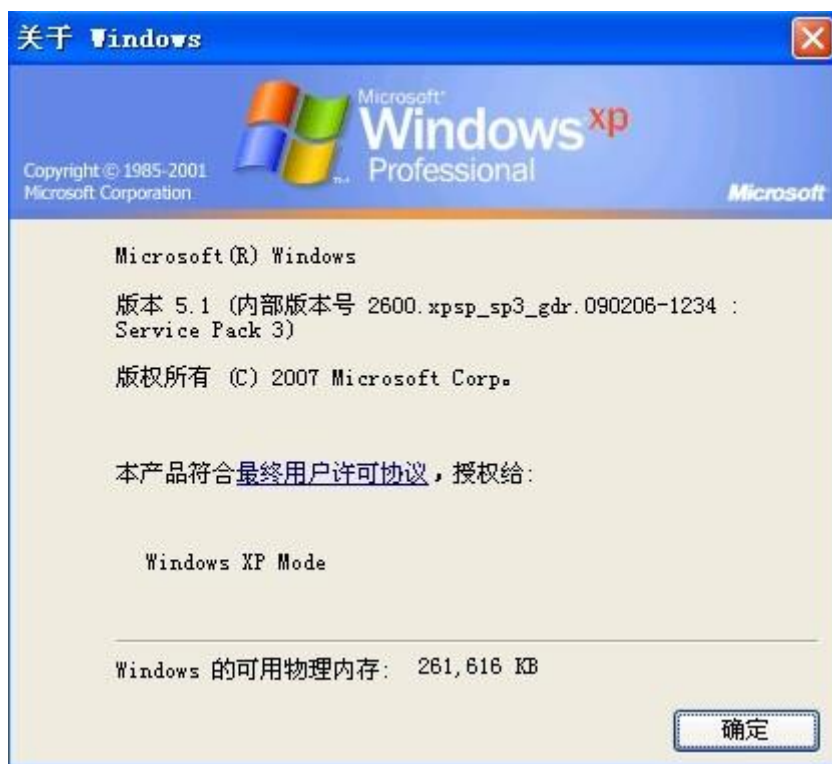 关于 Windows
Microsoft®
Windows xp
Professional
Copyright © 1985-2001
Microsoft Corporation
Microsoft
Microsoft(R) Windows
版本 5.1 (内部版本号 2600.xpsp_sp3_gdr.090206-1234 :
Service Pack 3)
版权所有 (C) 2007 Microsoft Corp。
本产品符合最终用户许可协议，授权给:
Windows XP Mode
Windows 的可用物理内存: 261,616 KB
确定